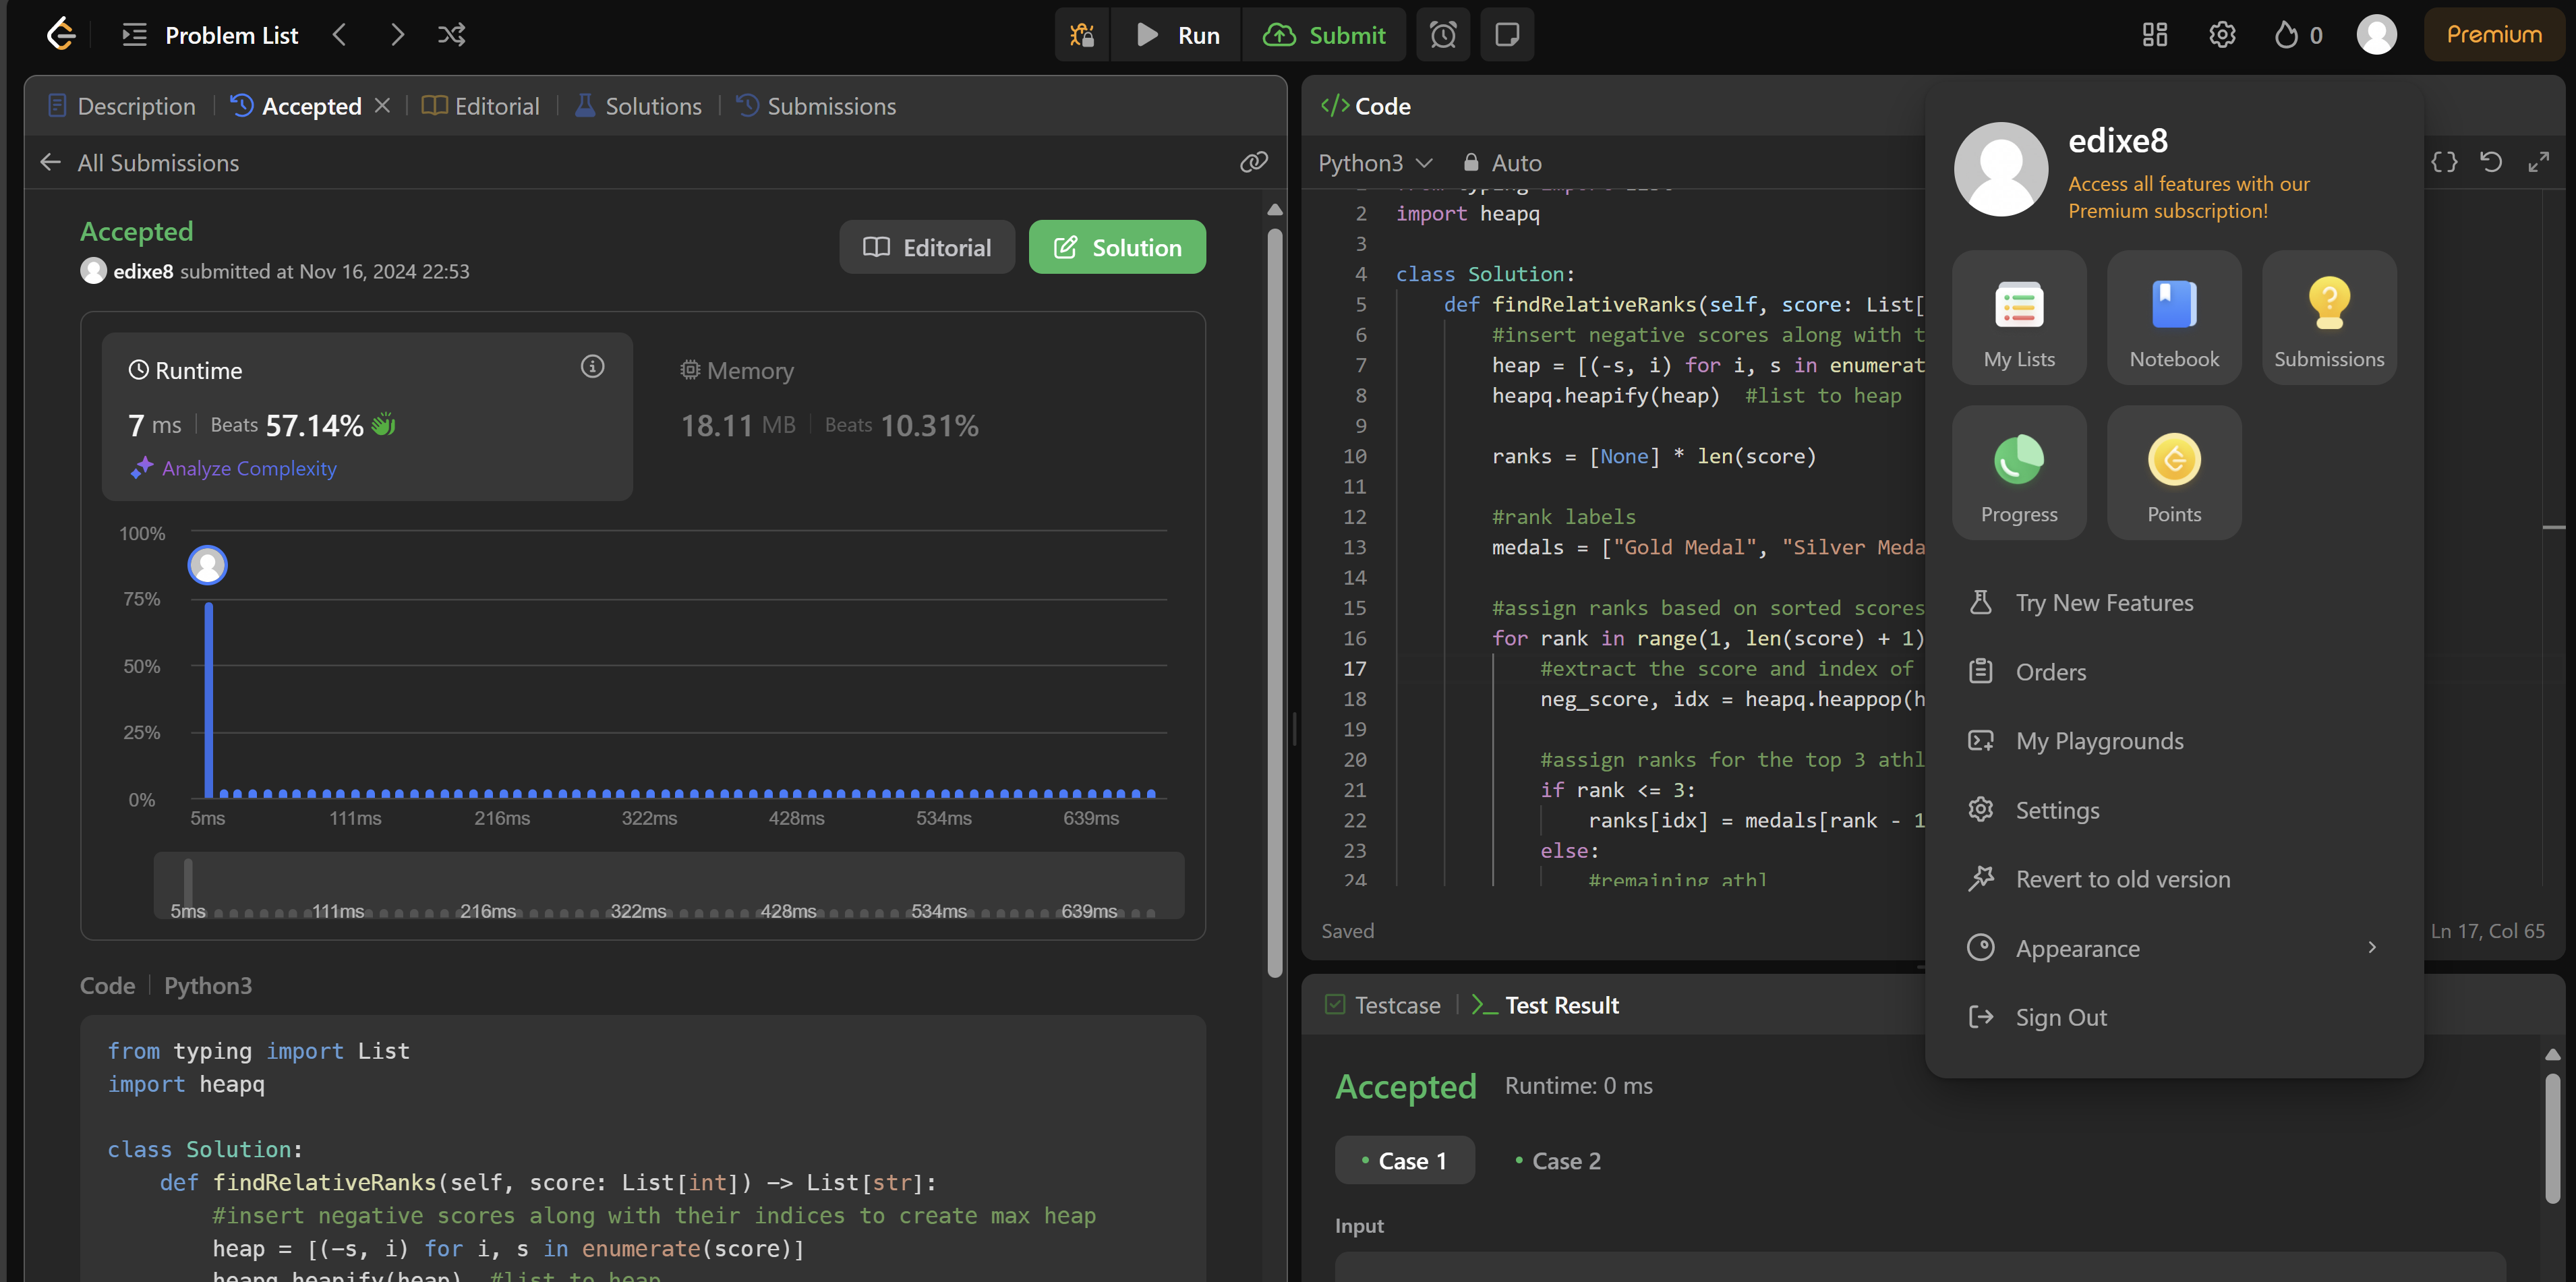 Problem List
Run
Submit
0
Premium
Description
Accepted
Editorial
Solutions
Submissions
All Submissions
Accepted
edixe8 submitted at Nov 16, 2024 22:53
Editorial
Solution
Runtime
7 ms
Beats 57.14%
Analyze Complexity
Memory
18.11 MB
Beats 10.31%
100%
75%
50%
25%
0%
5ms 111ms 216ms 322ms 428ms 534ms 639ms
5ms 111ms 216ms 322ms 428ms 534ms 639ms
Code
Python3
from typing import List
import heapq
class Solution:
def findRelativeRanks(self, score: List[int]) -> List[str]:
#insert negative scores along with their indices to create max heap
heap = [(-s, i) for i, s in enumerate(score)]
heapq.heapify(heap) #list to heap
</> Code
Python3
Auto
from typing import List
2 import heapq
3
4 class Solution:
5 def findRelativeRanks(self, score: List[
6 #insert negative scores along with t
7 heap = [(-s, i) for i, s in enumerat
8 heapq.heapify(heap) #list to heap
9
10 ranks = [None] * len(score)
11
12 #rank labels
13 medals = ["Gold Medal", "Silver Meda
14
15 #assign ranks based on sorted scores
16 for rank in range(1, len(score) + 1)
17 #extract the score and index of
18 neg_score, idx = heapq.heappop(h
19
20 #assign ranks for the top 3 athl
21 if rank <= 3:
22 ranks[idx] = medals[rank - 1
23 else:
24 #remaining athl
Saved
Ln 17, Col 65
edixe8
Access all features with our
Premium subscription!
My Lists
Notebook
Submissions
Progress
Points
Try New Features
Orders
My Playgrounds
Settings
Revert to old version
Appearance
Sign Out
Testcase
Test Result
Accepted
Runtime: 0 ms
Case 1
Case 2
Input